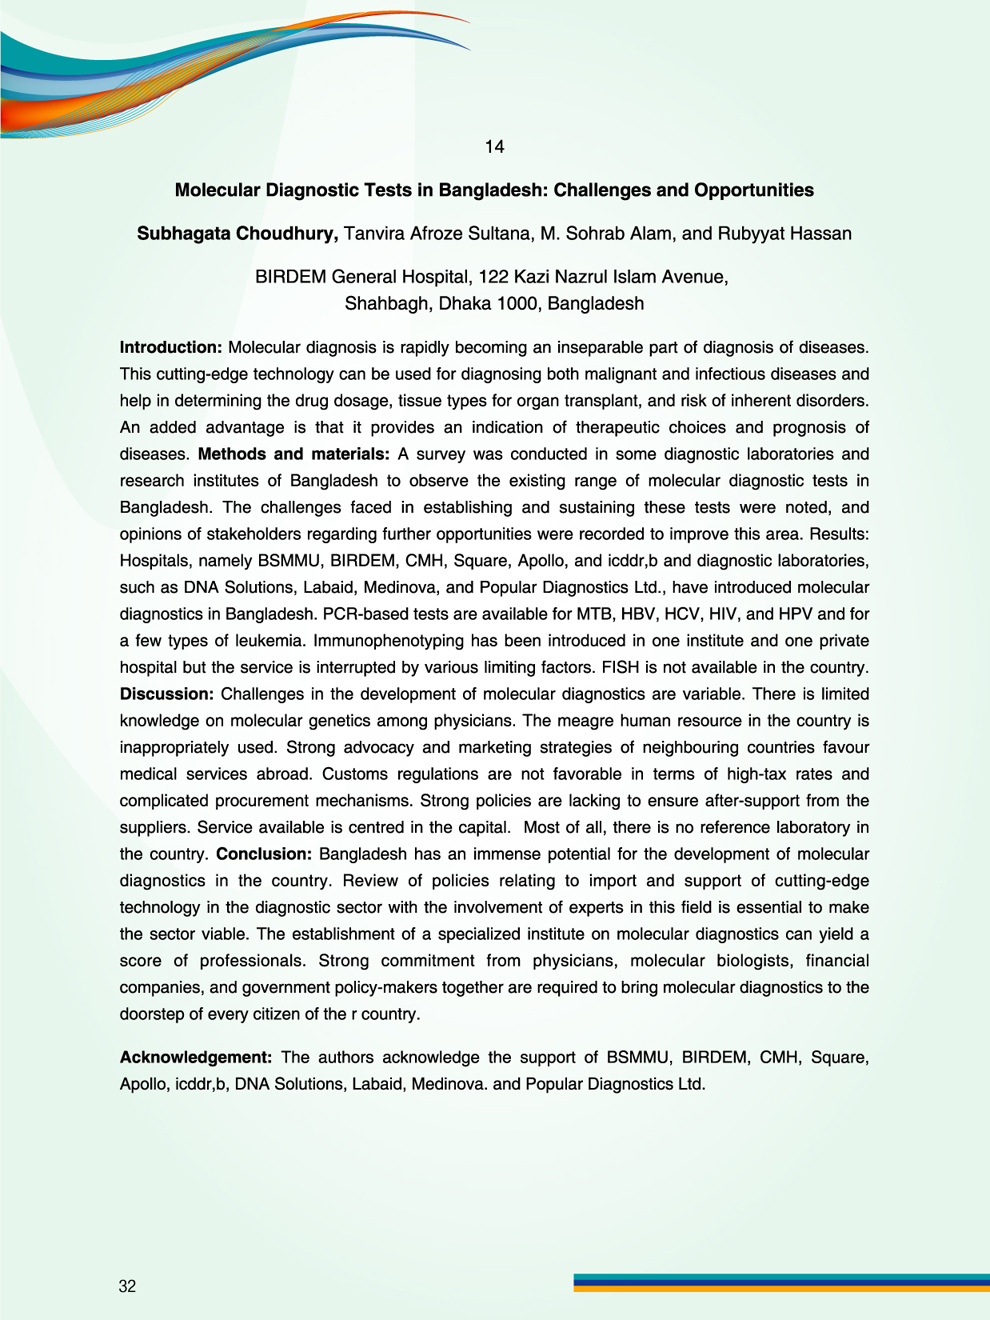 14
Molecular Diagnostic Tests in Bangladesh: Challenges and Opportunities
Subhagata Choudhury, Tanvira Afroze Sultana, M. Sohrab Alam, and Rubyyat Hassan
BIRDEM General Hospital, 122 Kazi Nazrul Islam Avenue,
Shahbagh, Dhaka 1000, Bangladesh
Introduction: Molecular diagnosis is rapidly becoming an inseparable part of diagnosis of diseases.
This cutting-edge technology can be used for diagnosing both malignant and infectious diseases and
help in determining the drug dosage, tissue types for organ transplant, and risk of inherent disorders.
An added advantage is that it provides an indication of therapeutic choices and prognosis of
diseases. Methods and materials: A survey was conducted in some diagnostic laboratories and
research institutes of Bangladesh to observe the existing range of molecular diagnostic tests in
Bangladesh. The challenges faced in establishing and sustaining these tests were noted, and
opinions of stakeholders regarding further opportunities were recorded to improve this area. Results:
Hospitals, namely BSMMU, BIRDEM, CMH, Square, Apollo, and icddr,b and diagnostic laboratories,
such as DNA Solutions, Labaid, Medinova, and Popular Diagnostics Ltd., have introduced molecular
diagnostics in Bangladesh. PCR-based tests are available for MTB, HBV, HCV, HIV, and HPV and for
a few types of leukemia. Immunophenotyping has been introduced in one institute and one private
hospital but the service is interrupted by various limiting factors. FISH is not available in the country.
Discussion: Challenges in the development of molecular diagnostics are variable. There is limited
knowledge on molecular genetics among physicians. The meagre human resource in the country is
inappropriately used. Strong advocacy and marketing strategies of neighbouring countries favour
medical services abroad. Customs regulations are not favorable in terms of high-tax rates and
complicated procurement mechanisms. Strong policies are lacking to ensure after-support from the
suppliers. Service available is centred in the capital.  Most of all, there is no reference laboratory in
the country. Conclusion: Bangladesh has an immense potential for the development of molecular
diagnostics in the country. Review of policies relating to import and support of cutting-edge
technology in the diagnostic sector with the involvement of experts in this field is essential to make
the sector viable. The establishment of a specialized institute on molecular diagnostics can yield a
score of professionals. Strong commitment from physicians, molecular biologists, financial
companies, and government policy-makers together are required to bring molecular diagnostics to the
doorstep of every citizen of the r country.
Acknowledgement: The authors acknowledge the support of BSMMU, BIRDEM, CMH, Square,
Apollo, icddr,b, DNA Solutions, Labaid, Medinova. and Popular Diagnostics Ltd.
32